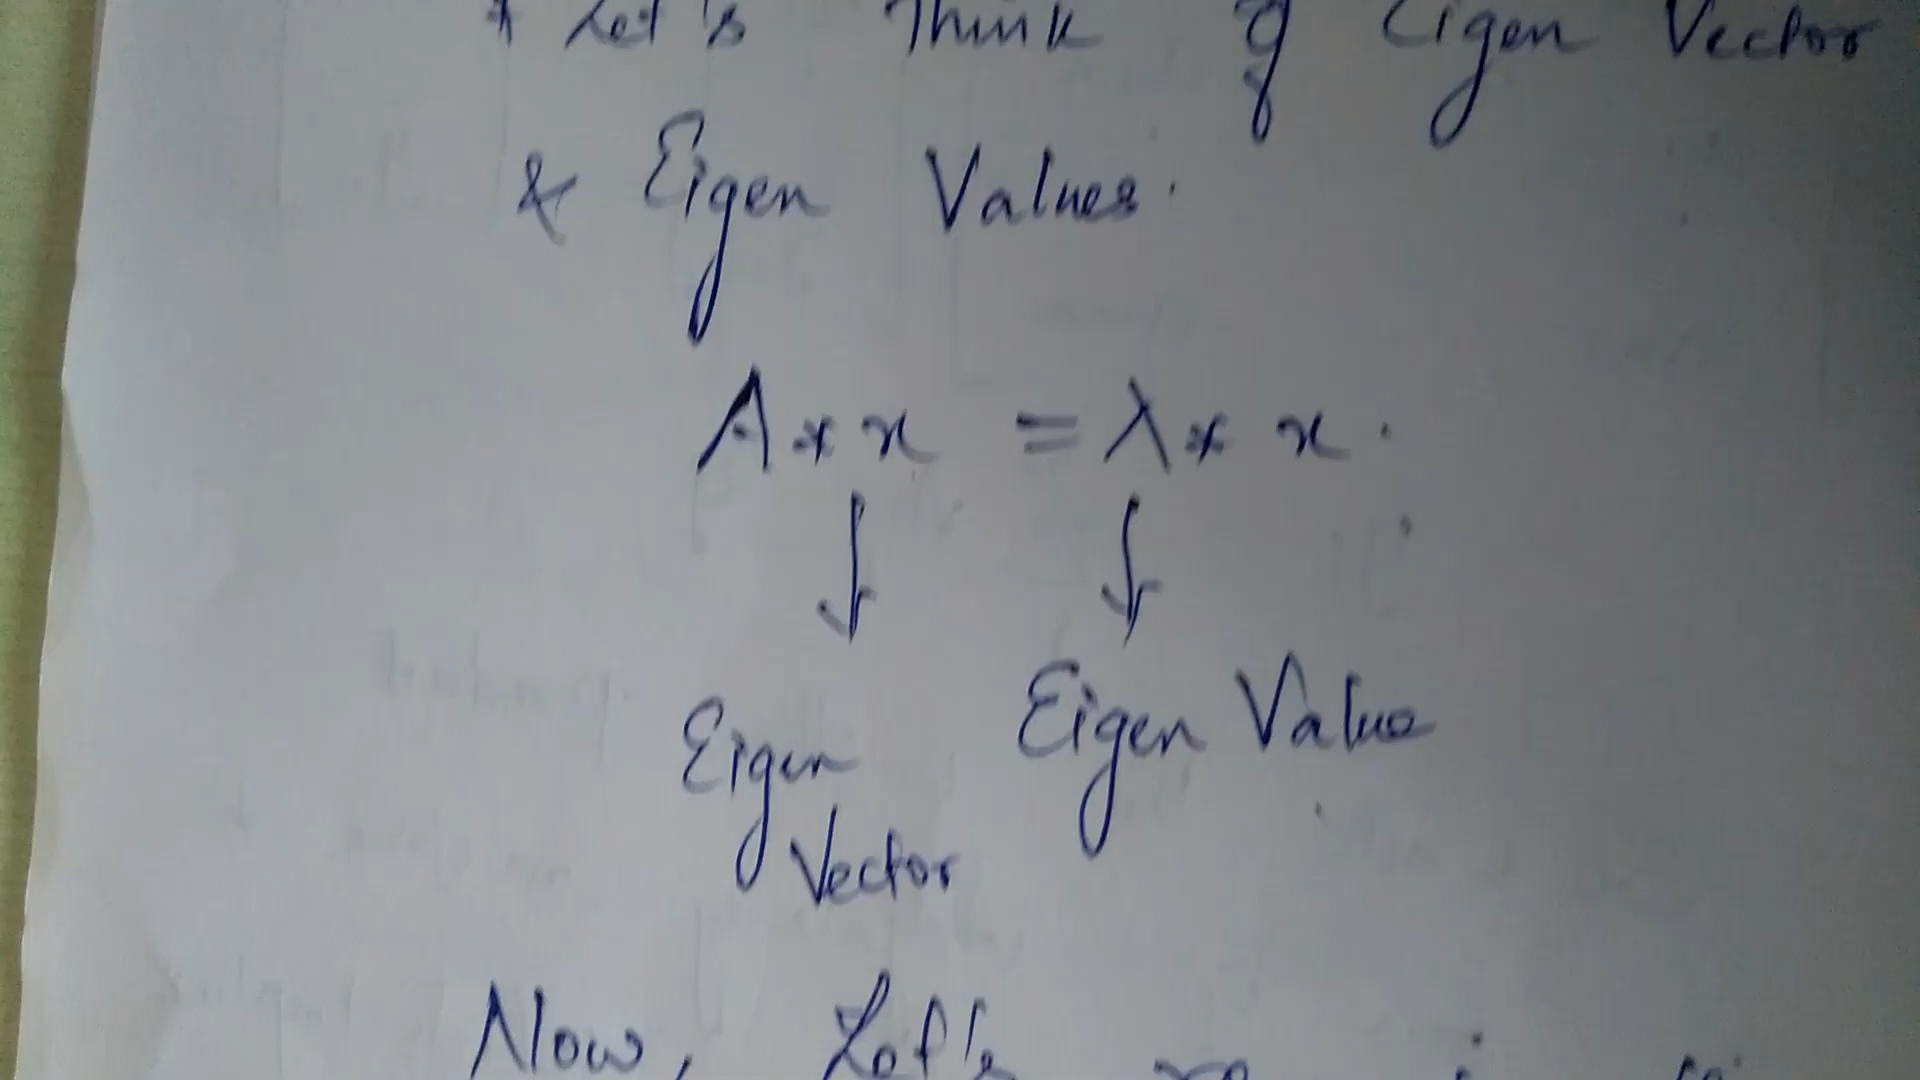 * Let's Think of Eigen Vector
& Eigen Values.
A * x = λ * x.
Eigen Value
Eigen
Vector
Now, Let's